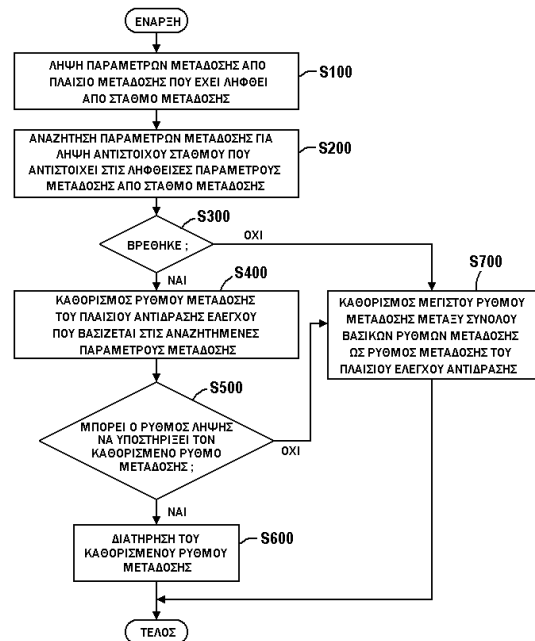 ΕΝΑΡΞΗ
ΛΗΨΗ ΠΑΡΑΜΕΤΡΩΝ ΜΕΤΑΔΟΣΗΣ ΑΠΟ
ΠΛΑΙΣΙΟ ΜΕΤΑΔΟΣΗΣ ΠΟΥ ΕΧΕΙ ΛΗΦΘΕΙ
ΑΠΟ ΣΤΑΘΜΟ ΜΕΤΑΔΟΣΗΣ
S100
ΑΝΑΖΗΤΗΣΗ ΠΑΡΑΜΕΤΡΩΝ ΜΕΤΑΔΟΣΗΣ ΓΙΑ
ΛΗΨΗ ΑΝΤΙΣΤΟΙΧΟΥ ΣΤΑΘΜΟΥ ΠΟΥ
ΑΝΤΙΣΤΟΙΧΕΙ ΣΤΙΣ ΛΗΦΘΕΙΣΕΣ ΠΑΡΑΜΕΤΡΟΥΣ
ΜΕΤΑΔΟΣΗΣ ΑΠΟ ΣΤΑΘΜΟ ΜΕΤΑΔΟΣΗΣ
S200
S300
ΒΡΕΘΗΚΕ ;
ΟΧΙ
ΝΑΙ
S400
ΚΑΘΟΡΙΣΜΟΣ ΡΥΘΜΟΥ ΜΕΤΑΔΟΣΗΣ
ΤΟΥ ΠΛΑΙΣΙΟΥ ΑΝΤΙΔΡΑΣΗΣ ΕΛΕΓΧΟΥ
ΠΟΥ ΒΑΣΙΖΕΤΑΙ ΣΤΙΣ ΑΝΑΖΗΤΗΜΕΝΕΣ
ΠΑΡΑΜΕΤΡΟΥΣ ΜΕΤΑΔΟΣΗΣ
S700
ΚΑΘΟΡΙΣΜΟΣ ΜΕΓΙΣΤΟΥ ΡΥΘΜΟΥ
ΜΕΤΑΔΟΣΗΣ ΜΕΤΑΞΥ ΣΥΝΟΛΟΥ
ΒΑΣΙΚΩΝ ΡΥΘΜΩΝ ΜΕΤΑΔΟΣΗΣ
ΩΣ ΡΥΘΜΟΣ ΜΕΤΑΔΟΣΗΣ ΤΟΥ
ΠΛΑΙΣΙΟΥ ΕΛΕΓΧΟΥ ΑΝΤΙΔΡΑΣΗΣ
S500
ΜΠΟΡΕΙ Ο ΡΥΘΜΟΣ ΛΗΨΗΣ
ΝΑ ΥΠΟΣΤΗΡΙΞΕΙ ΤΟΝ
ΚΑΘΟΡΙΣΜΕΝΟ ΡΥΘΜΟ
ΜΕΤΑΔΟΣΗΣ ;
ΟΧΙ
ΝΑΙ
S600
ΔΙΑΤΗΡΗΣΗ ΤΟΥ
ΚΑΘΟΡΙΣΜΕΝΟΥ ΡΥΘΜΟΥ
ΜΕΤΑΔΟΣΗΣ
ΤΕΛΟΣ